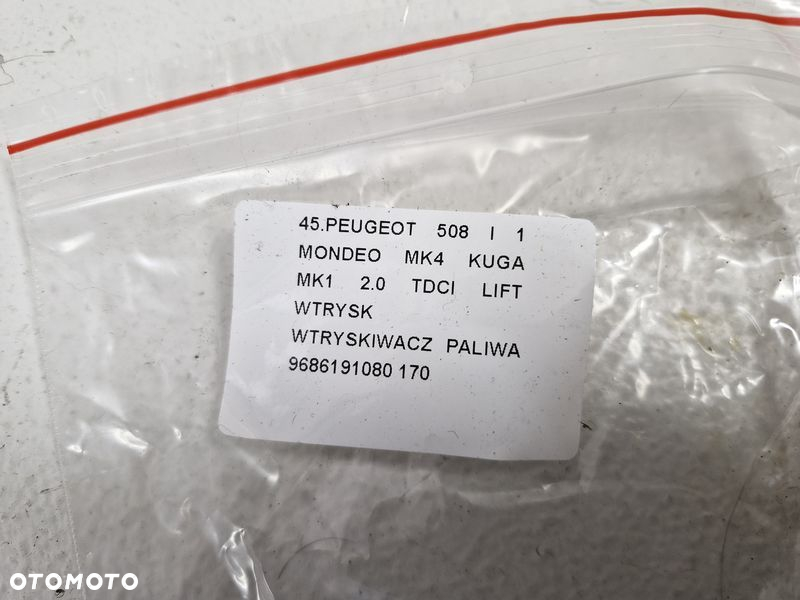 45.PEUGEOT 508 I 1
MONDEO MK4 KUGA
MK1 2.0 TDCI LIFT
WTRYSK
WTRYSKIWACZ PALIWA
9686191080 170
OTOMOTO